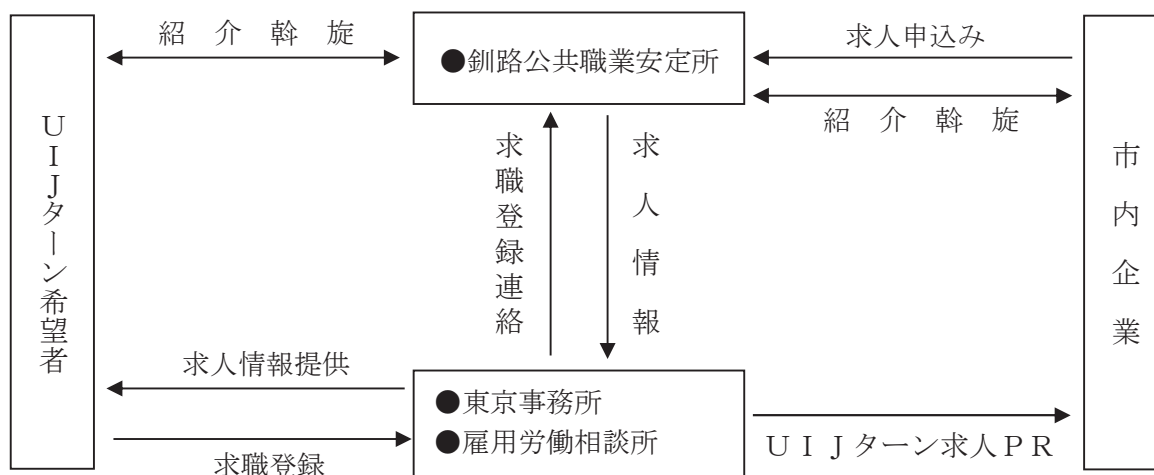 紹介斡旋
求人申込み
●釧路公共職業安定所
紹介斡旋
UIJターン希望者
求職登録連絡
求人情報
市内企業
求人情報提供
●東京事務所
●雇用労働相談所
求職登録
UIJターン求人PR